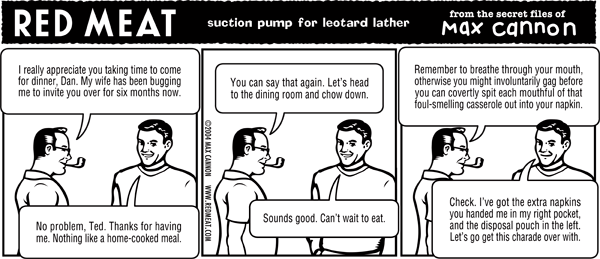 RED MEAT
suction pump for leotard lather
from the secret files of
max cannon
I really appreciate you taking time to come
for dinner, Dan. My wife has been bugging
me to invite you over for six months now.
No problem, Ted. Thanks for having
me. Nothing like a home-cooked meal.
©2004 MAX CANNON WWW.REDMEAT.COM
You can say that again. Let's head
to the dining room and chow down.
Sounds good. Can't wait to eat.
Remember to breathe through your mouth,
otherwise you might involuntarily gag before
you can covertly spit each mouthful of that
foul-smelling casserole out into your napkin.
Check. I've got the extra napkins
you handed me in my right pocket,
and the disposal pouch in the left.
Let's go get this charade over with.